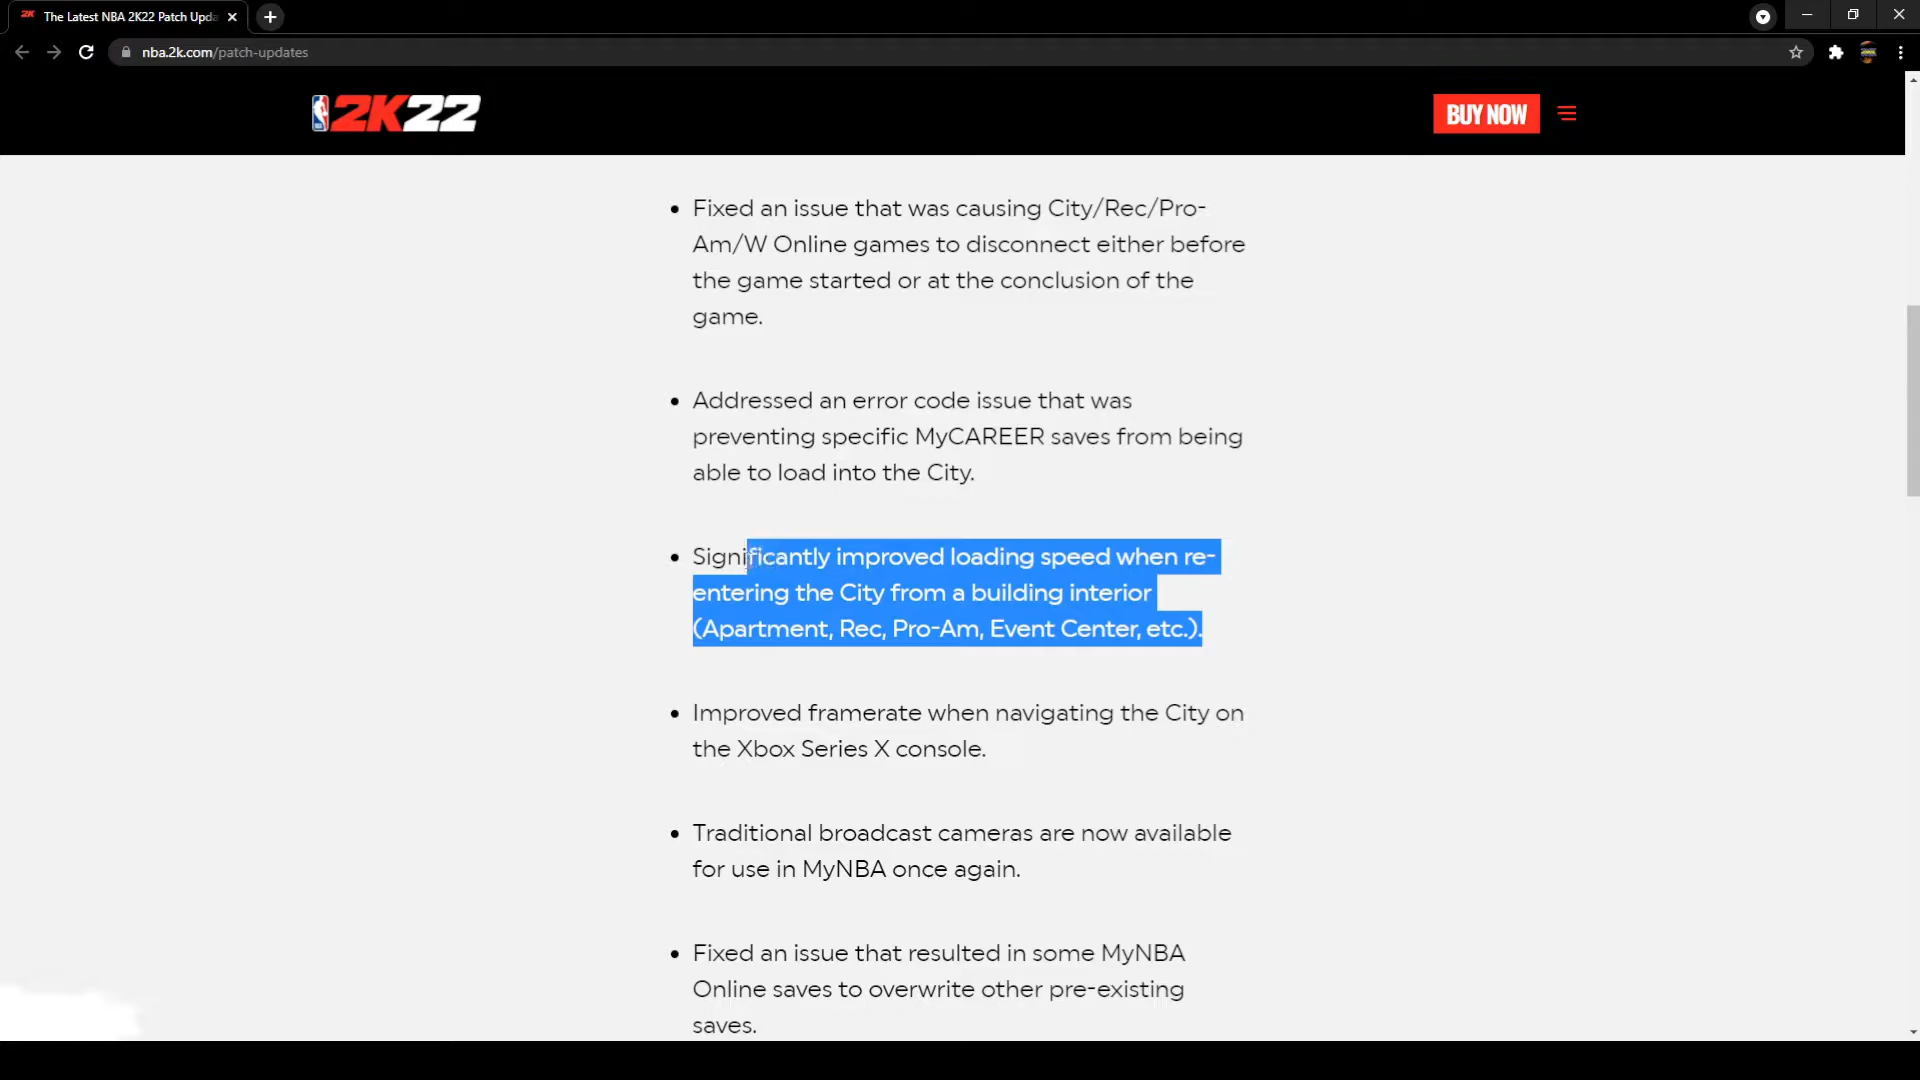 The Latest NBA 2K22 Patch Upda
nba.2k.com/patch-updates
2K22
BUY NOW
Fixed an issue that was causing City/Rec/Pro-
Am/W Online games to disconnect either before
the game started or at the conclusion of the
game.
Addressed an error code issue that was
preventing specific MyCAREER saves from being
able to load into the City.
Significantly improved loading speed when re-
entering the City from a building interior
(Apartment, Rec, Pro-Am, Event Center, etc.).
Improved framerate when navigating the City on
the Xbox Series X console.
Traditional broadcast cameras are now available
for use in MyNBA once again.
Fixed an issue that resulted in some MyNBA
Online saves to overwrite other pre-existing
saves.